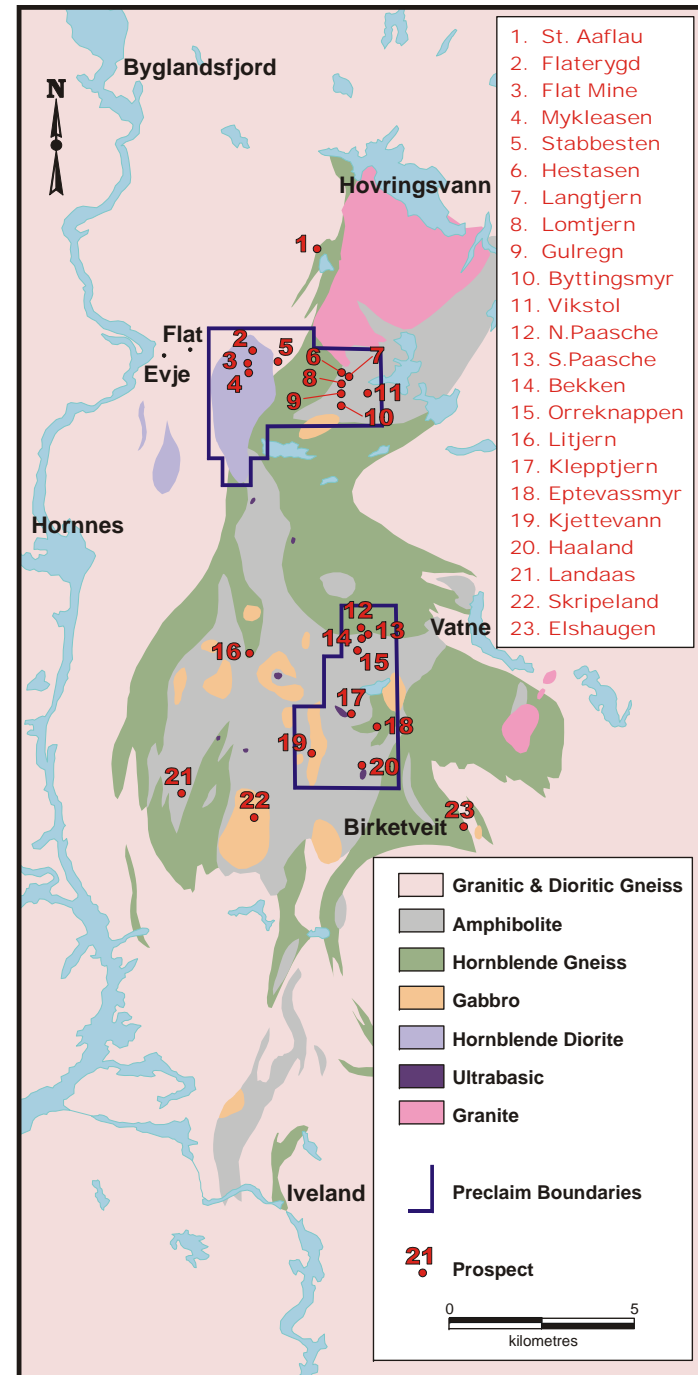 Byglandsfjord
N
Hovringsvann
1
Flat
Evje
2
3
4
5
6
7
8
9
10
11
Hornnes
Vatne
12
13
14
15
16
17
18
19
20
21
22
Birketveit
23
Iveland
1. St. Aaflau
2. Flaterygd
3. Flat Mine
4. Mykleasen
5. Stabbesten
6. Hestasen
7. Langtjern
8. Lomtjern
9. Gulregn
10. Byttingsmyr
11. Vikstol
12. N.Paasche
13. S.Paasche
14. Bekken
15. Orreknappen
16. Litjern
17. Klepptjern
18. Eptevassmyr
19. Kjettevann
20. Haaland
21. Landaas
22. Skripeland
23. Elshaugen
Granitic & Dioritic Gneiss
Amphibolite
Hornblende Gneiss
Gabbro
Hornblende Diorite
Ultrabasic
Granite
Preclaim Boundaries
21 Prospect
0 5
kilometres